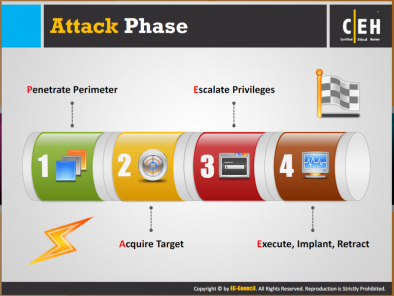 Attack Phase
C|EH
Certified Ethical Hacker
Penetrate Perimeter
Escalate Privileges
1
2
3
4
Acquire Target
Execute, Implant, Retract
Copyright © by EC-Council. All Rights Reserved. Reproduction is Strictly Prohibited.